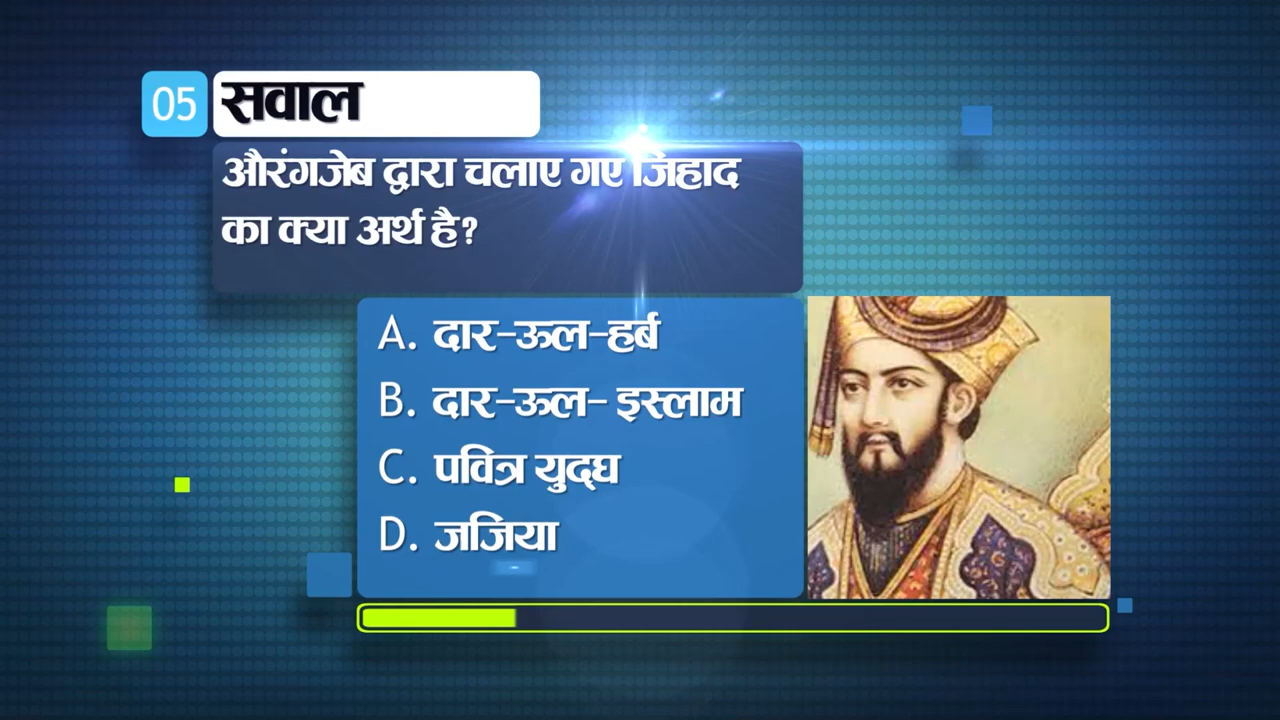 05 सवाल
औरंगजेब द्वारा चलाए गए जिहाद
का क्या अर्थ है?
A. दार-ऊल-हर्ब
B. दार-ऊल- इस्लाम
C. पवित्र युद्घ
D. जजिया